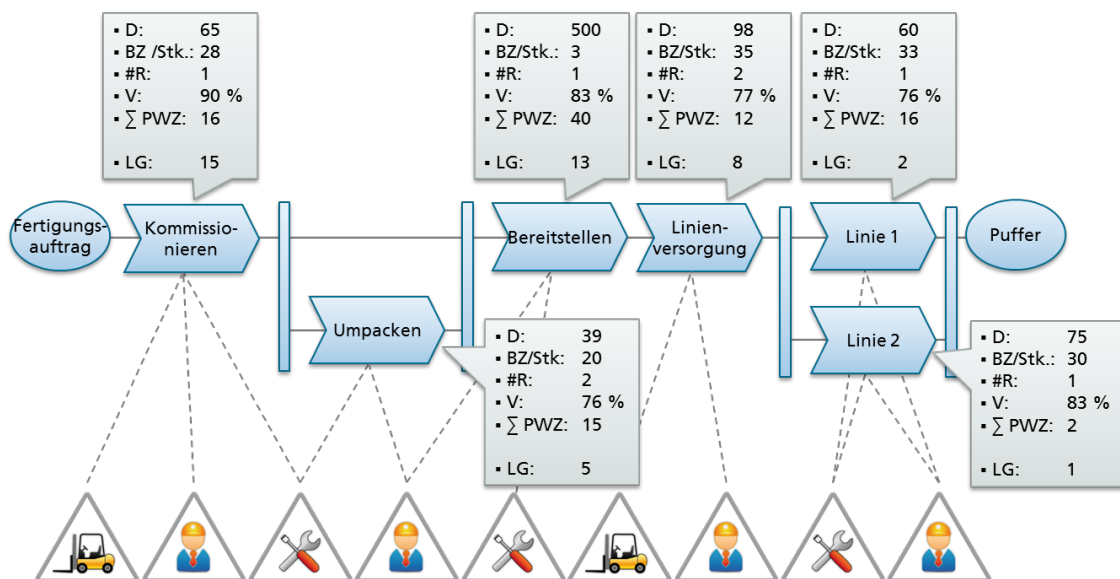 ▪ D: 65
▪ BZ /Stk.: 28
▪ #R: 1
▪ V: 90 %
▪ ∑ PWZ: 16
▪ LG: 15
▪ D: 500
▪ BZ/Stk.: 3
▪ #R: 1
▪ V: 83 %
▪ ∑ PWZ: 40
▪ LG: 13
▪ D: 98
▪ BZ/Stk: 35
▪ #R: 2
▪ V: 77 %
▪ ∑ PWZ: 12
▪ LG: 8
▪ D: 60
▪ BZ/Stk: 33
▪ #R: 1
▪ V: 76 %
▪ ∑ PWZ: 16
▪ LG: 2
Fertigungs-
auftrag
Kommissio-
nieren
Bereitstellen
Linien-
versorgung
Linie 1
Puffer
Umpacken
Linie 2
▪ D: 39
▪ BZ/Stk: 20
▪ #R: 2
▪ V: 76 %
▪ ∑ PWZ: 15
▪ LG: 5
▪ D: 75
▪ BZ/Stk.: 30
▪ #R: 1
▪ V: 83 %
▪ ∑ PWZ: 2
▪ LG: 1